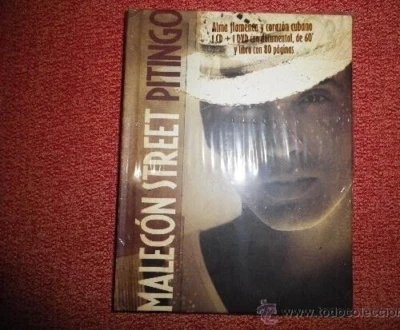 Alma flamenca y corazón cubano
1 CD + 1 DVD con documental, de 60'
y libro con 80 páginas
MALECÓN STREET PITINGO
www.todocoleccion